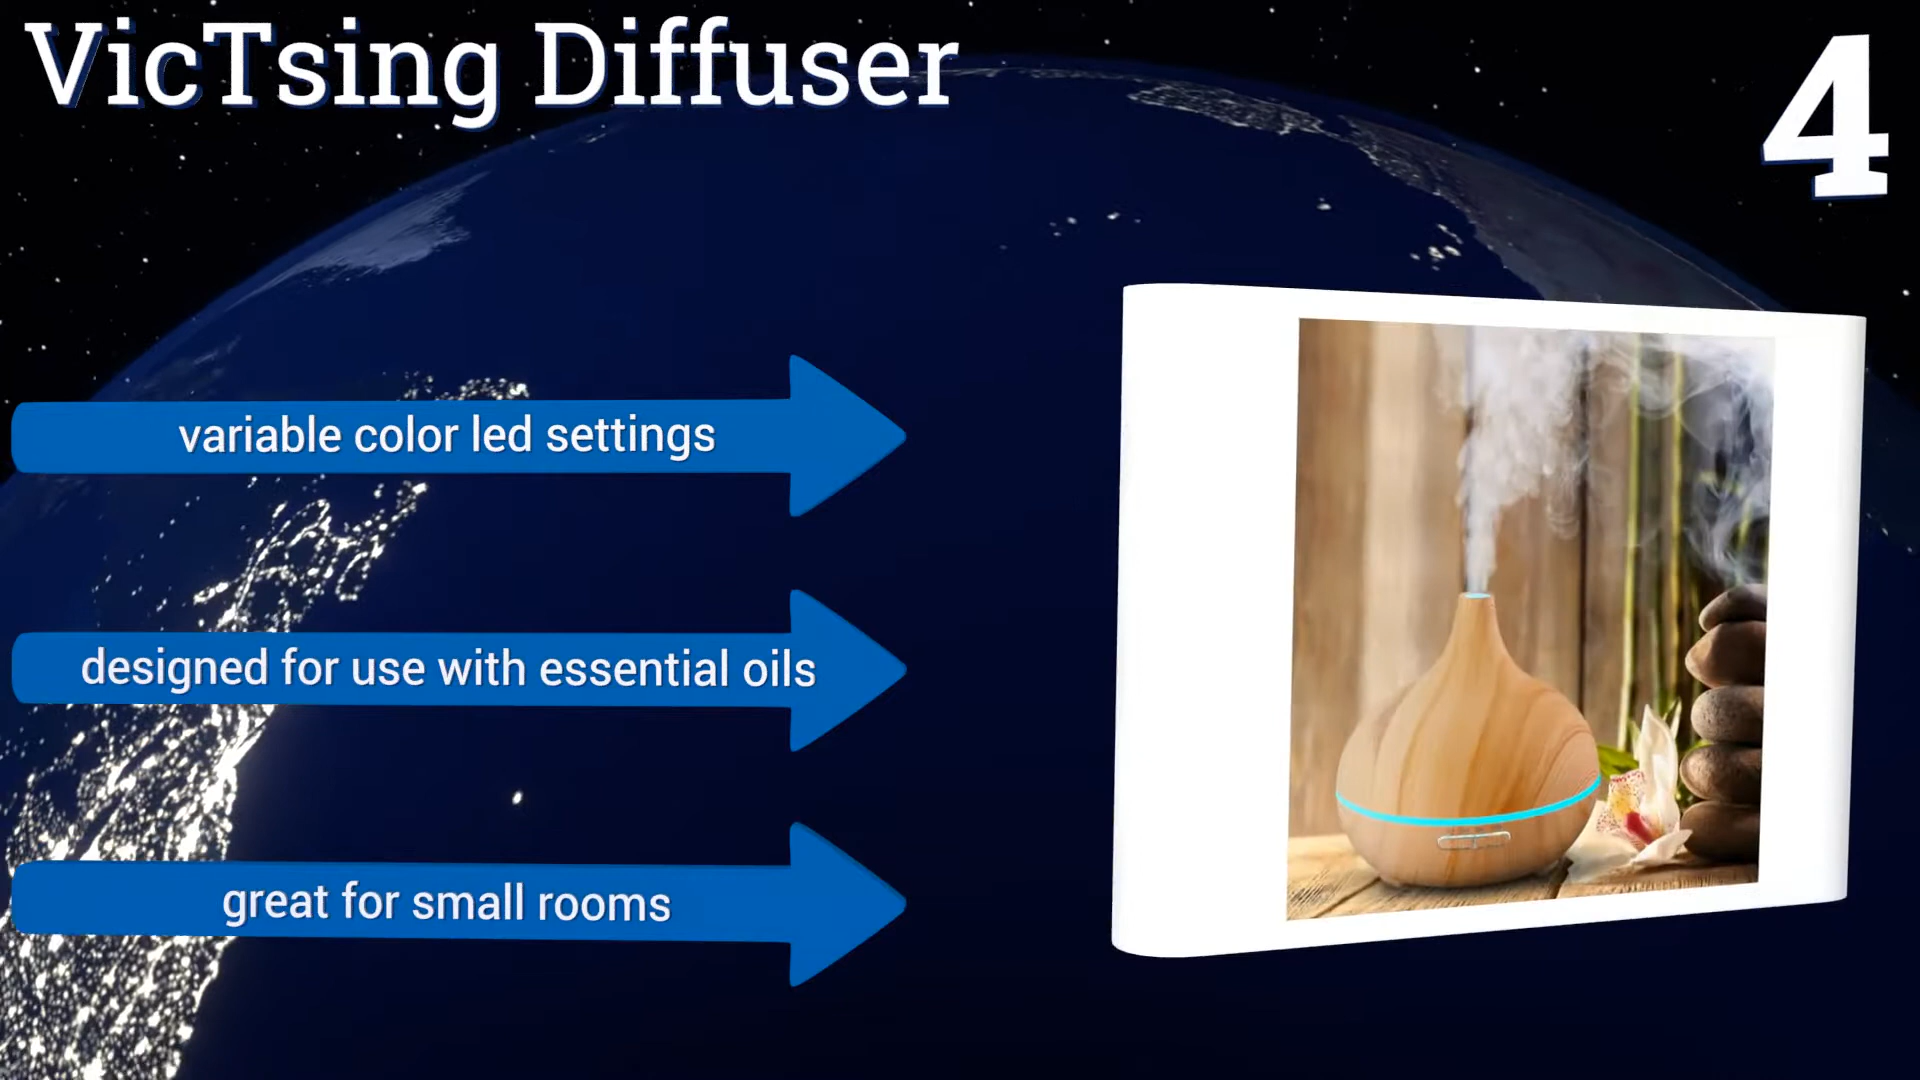 VicTsing Diffuser
4
variable color led settings
designed for use with essential oils
great for small rooms